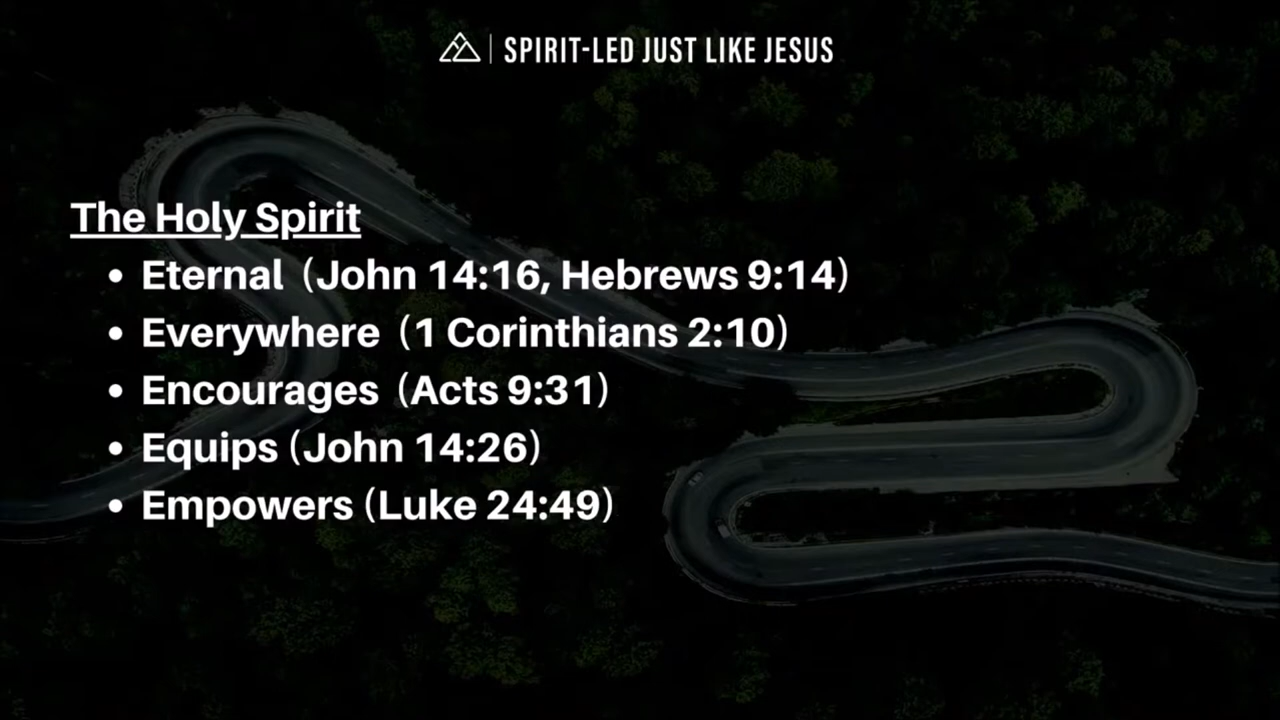 SPIRIT-LED JUST LIKE JESUS
The Holy Spirit
• Eternal (John 14:16, Hebrews 9:14)
• Everywhere (1 Corinthians 2:10)
• Encourages (Acts 9:31)
• Equips (John 14:26)
• Empowers (Luke 24:49)